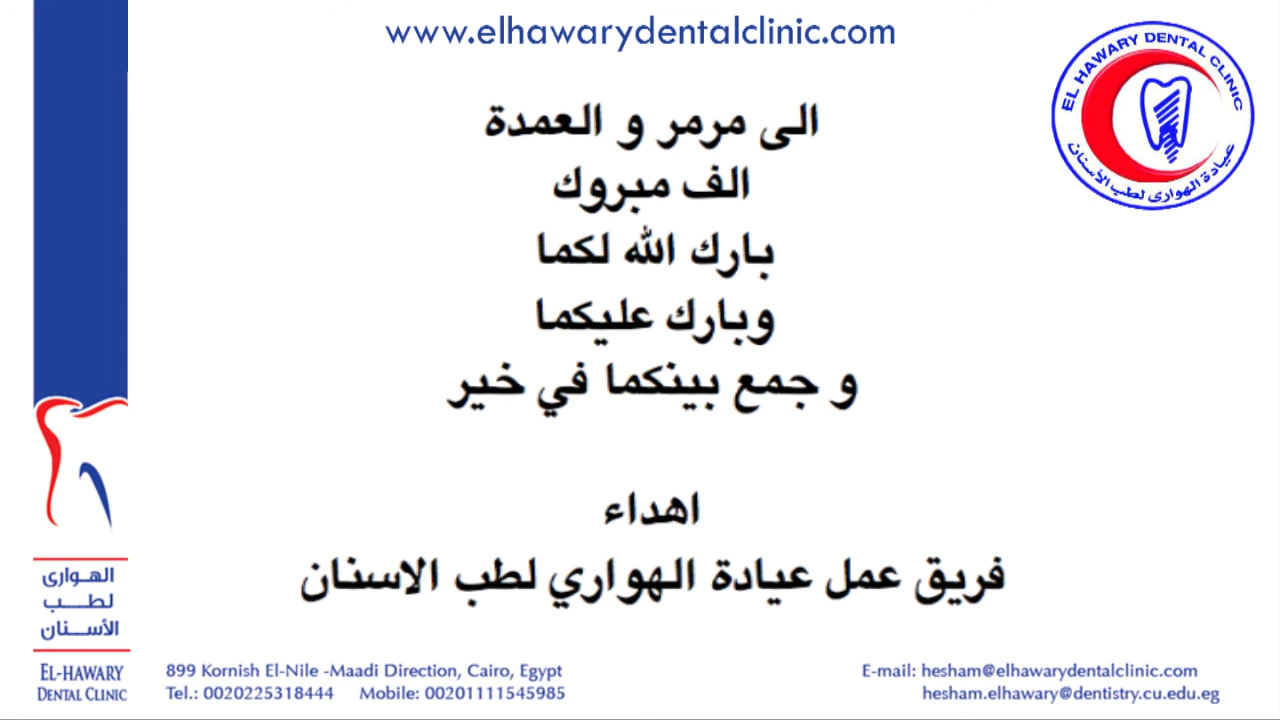 www.elhawarydentalclinic.com
EL HAWARY DENTAL CLINIC
عيادة الهوارى لطب الأسنان
الى مرمر و العمدة
الف مبروك
بارك الله لكما
وبارك عليكما
و جمع بينكما في خير
اهداء
فريق عمل عيادة الهواري لطب الاسنان
الهوارى
لطب
الأسنان
EL-HAWARY
DENTAL CLINIC
899 Kornish El-Nile -Maadi Direction, Cairo, Egypt
Tel.: 0020225318444 Mobile: 00201111545985
E-mail: hesham@elhawarydentalclinic.com
hesham.elhawary@dentistry.cu.edu.eg